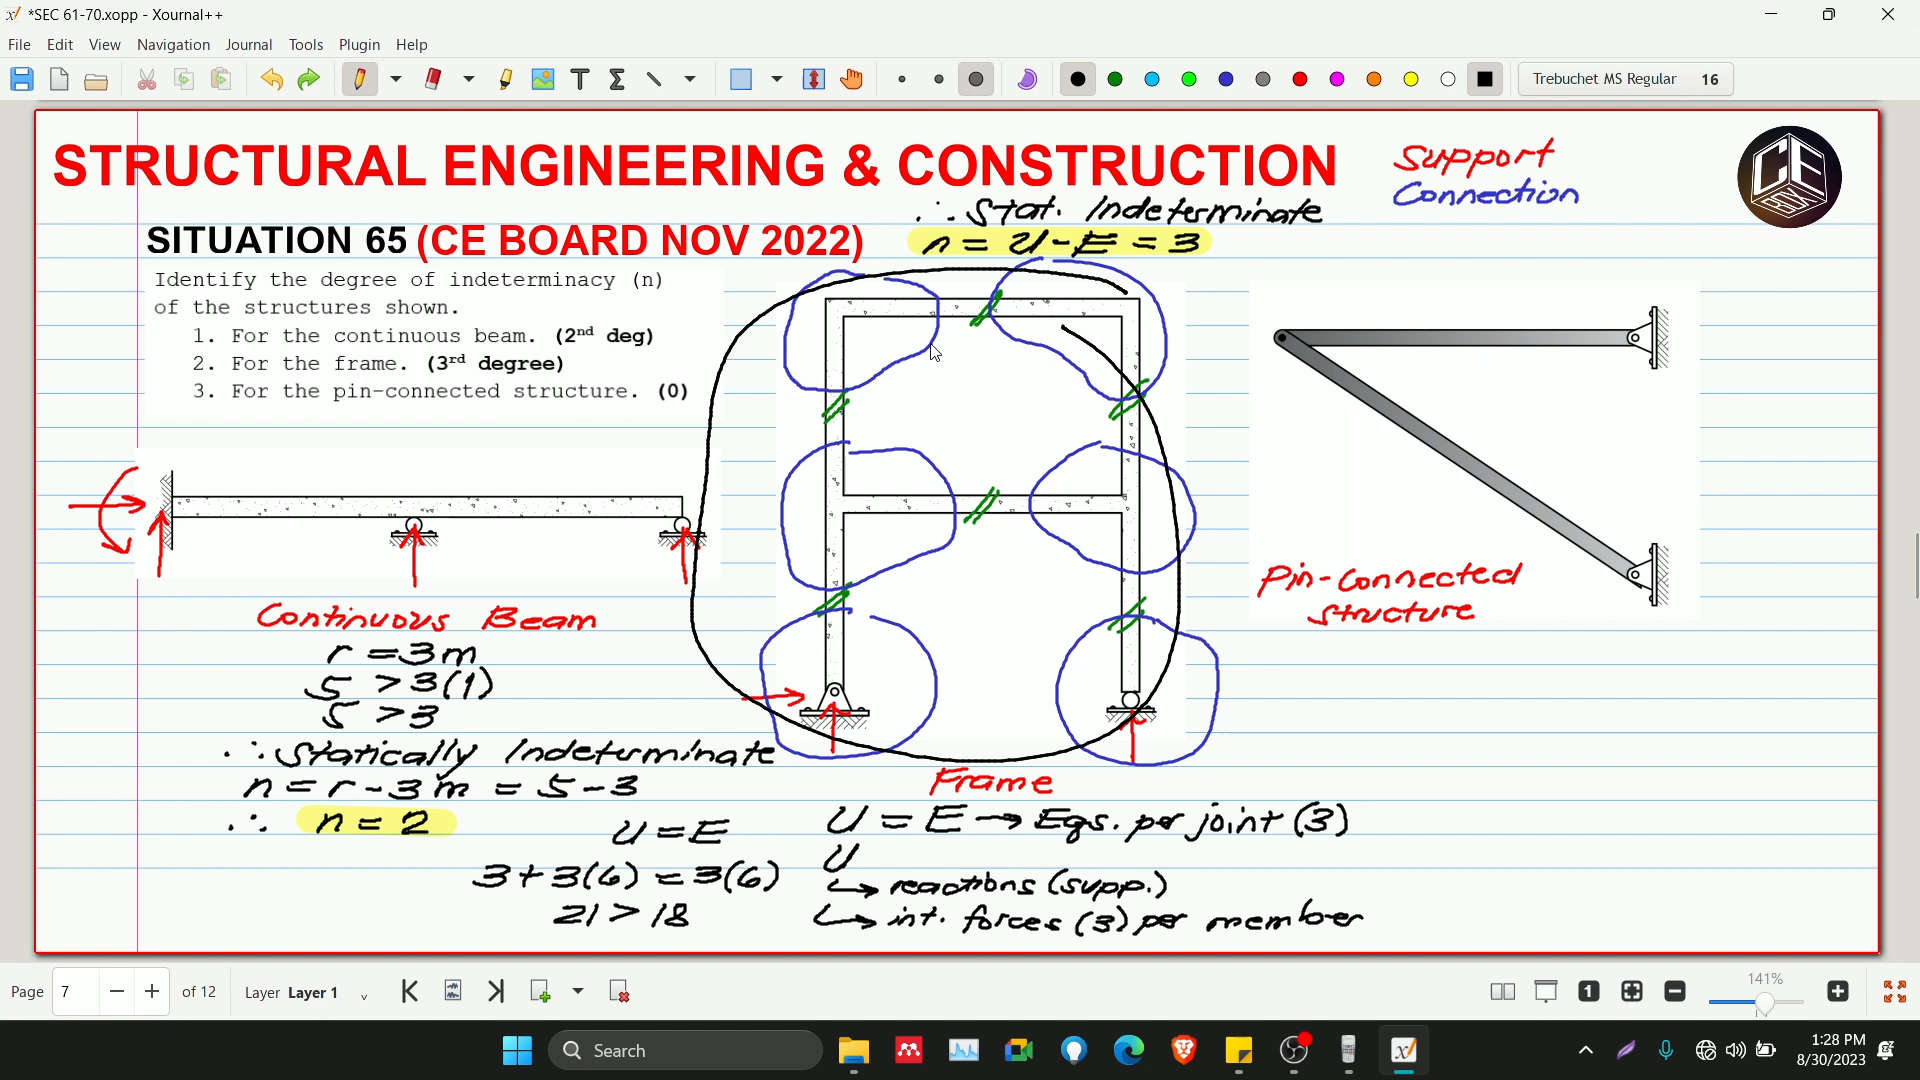 *SEC 61-70.xopp - Xournal++
File Edit View Navigation Journal Tools Plugin Help
Trebuchet MS Regular 16
STRUCTURAL ENGINEERING & CONSTRUCTION
Support
Connection
CE
∴ Stat. Indeterminate
SITUATION 65 (CE BOARD NOV 2022)
n = U - E = 3
Identify the degree of indeterminacy (n)
of the structures shown.
1. For the continuous beam. (2nd deg)
2. For the frame. (3rd degree)
3. For the pin-connected structure. (0)
Pin-Connected
Structure
Continuous Beam
r = 3m
5 > 3(1)
5 > 3
∴ Statically Indeterminate
n = r - 3m = 5 - 3
∴ n = 2
Frame
U = E
3 + 3(6) = 3(6)
21 > 18
U = E → Eqs. per joint (3)
U
↳ reactions (supp.)
↳ int. forces (3) per member
Page 7 of 12 Layer Layer 1
1
141%
Search
1:28 PM
8/30/2023